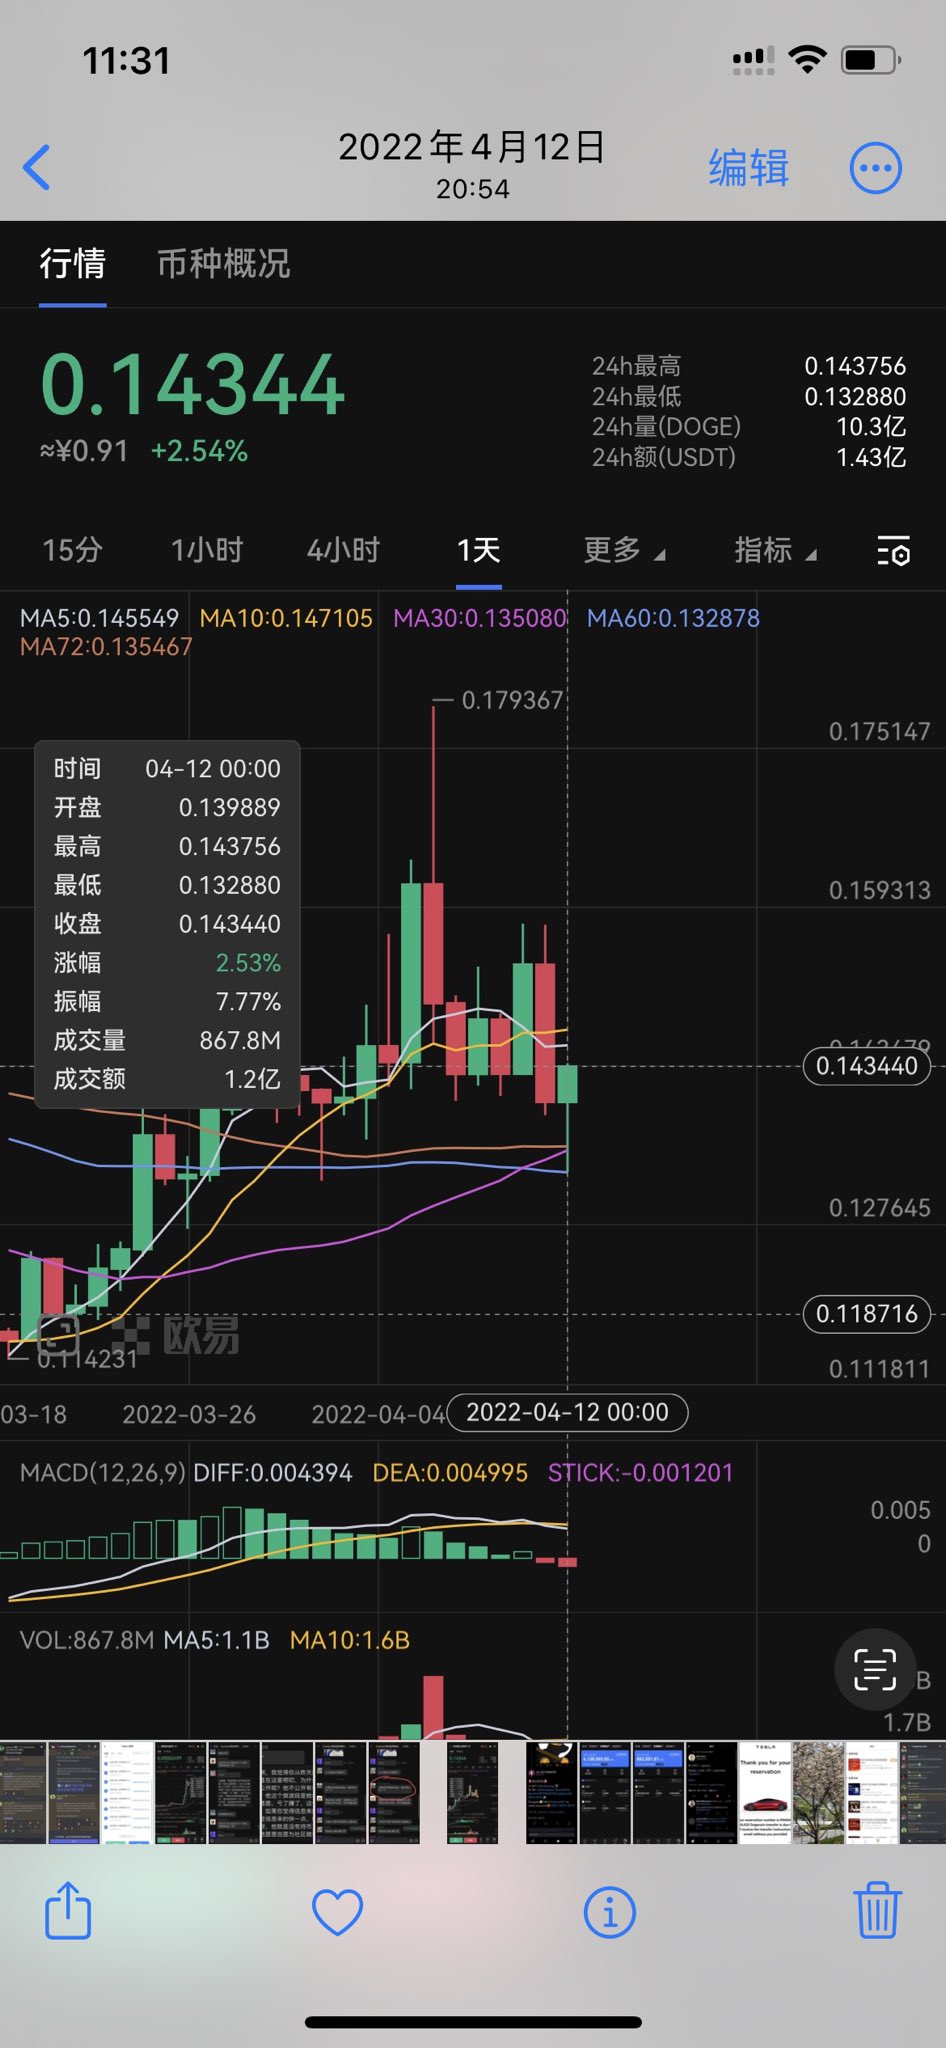 11:31
2022年4月12日
20:54
编辑
行情 币种概况
0.14344
≈¥0.91 +2.54%
24h最高 0.143756
24h最低 0.132880
24h量(DOGE) 10.3亿
24h额(USDT) 1.43亿
15分 1小时 4小时 1天 更多 指标
MA5:0.145549 MA10:0.147105 MA30:0.135080 MA60:0.132878
MA72:0.135467
0.179367
0.175147
时间 04-12 00:00
开盘 0.139889
最高 0.143756
最低 0.132880
收盘 0.143440
涨幅 2.53%
振幅 7.77%
成交量 867.8M
成交额 1.2亿
0.159313
0.143440
0.127645
0.118716
欧易
0.114231
0.111811
03-18 2022-03-26 2022-04-04 2022-04-12 00:00
MACD(12,26,9) DIFF:0.004394 DEA:0.004995 STICK:-0.001201
0.005
0
VOL:867.8M MA5:1.1B MA10:1.6B
B
1.7B
TESLA
Thank you for your
reservation